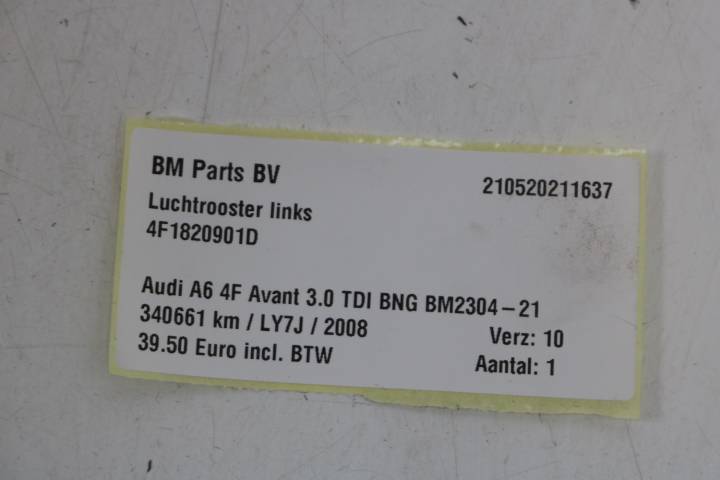 BM Parts BV
210520211637
Luchtrooster links
4F1820901D
Audi A6 4F Avant 3.0 TDI BNG BM2304-21
340661 km / LY7J / 2008
Verz: 10
39.50 Euro incl. BTW
Aantal: 1